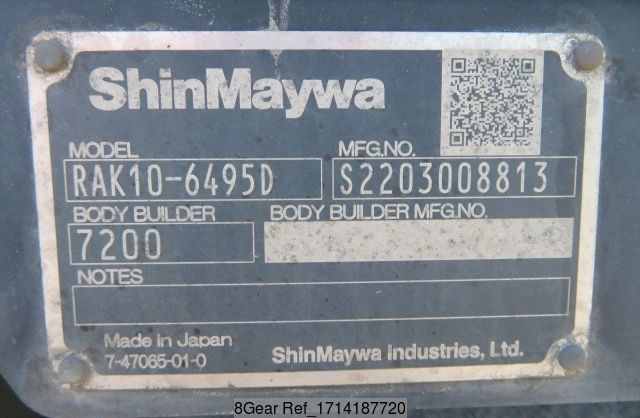 ShinMaywa
MODEL MFG.NO.
RAK10-6495D S2203008813
BODY BUILDER BODY BUILDER MFG.NO.
7200
NOTES
Made in Japan
7-47065-01-0 ShinMaywa Industries, Ltd.
8Gear Ref_1714187720